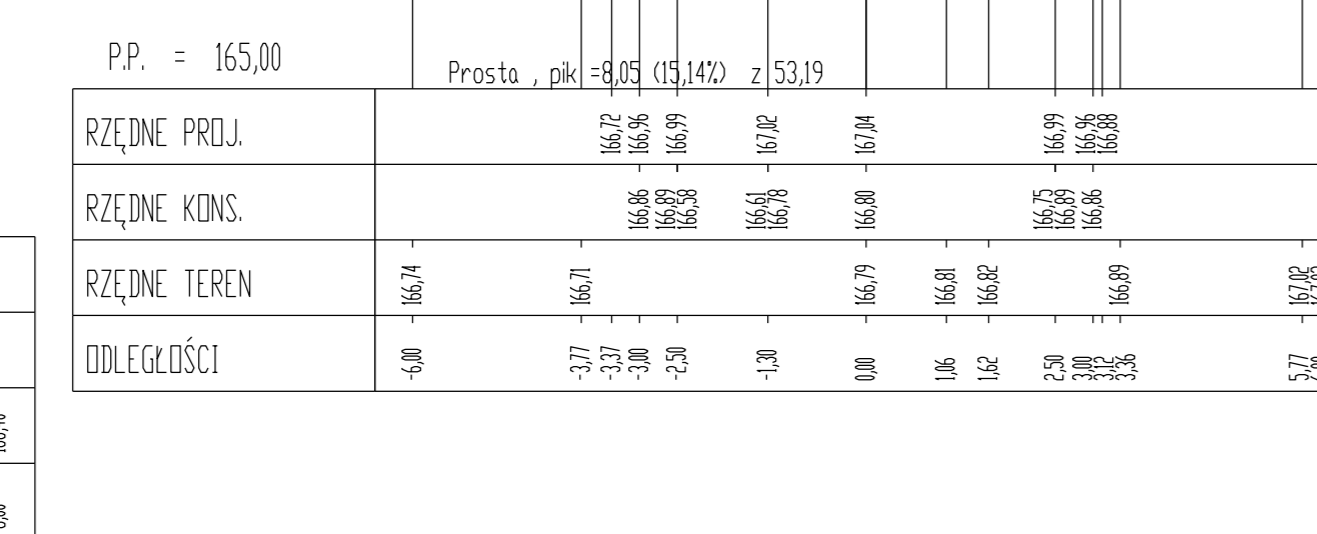 P.P. = 165,00
Prosta , pik =8,05 (15,14%) z 53,19
RZĘDNE PROJ. 166,72 166,96 166,99 167,02 167,04 166,99 166,96 166,88
RZĘDNE KONS. 166,86 166,89 166,58 166,61 166,78 166,80 166,75 166,89 166,86
RZĘDNE TEREN 166,74 166,71 166,79 166,81 166,82 166,89 167,02
ODLEGŁOŚCI -6,00 -3,77 -3,37 -3,00 -2,50 -1,30 0,00 1,06 1,62 2,50 3,00 3,12 3,36 5,77